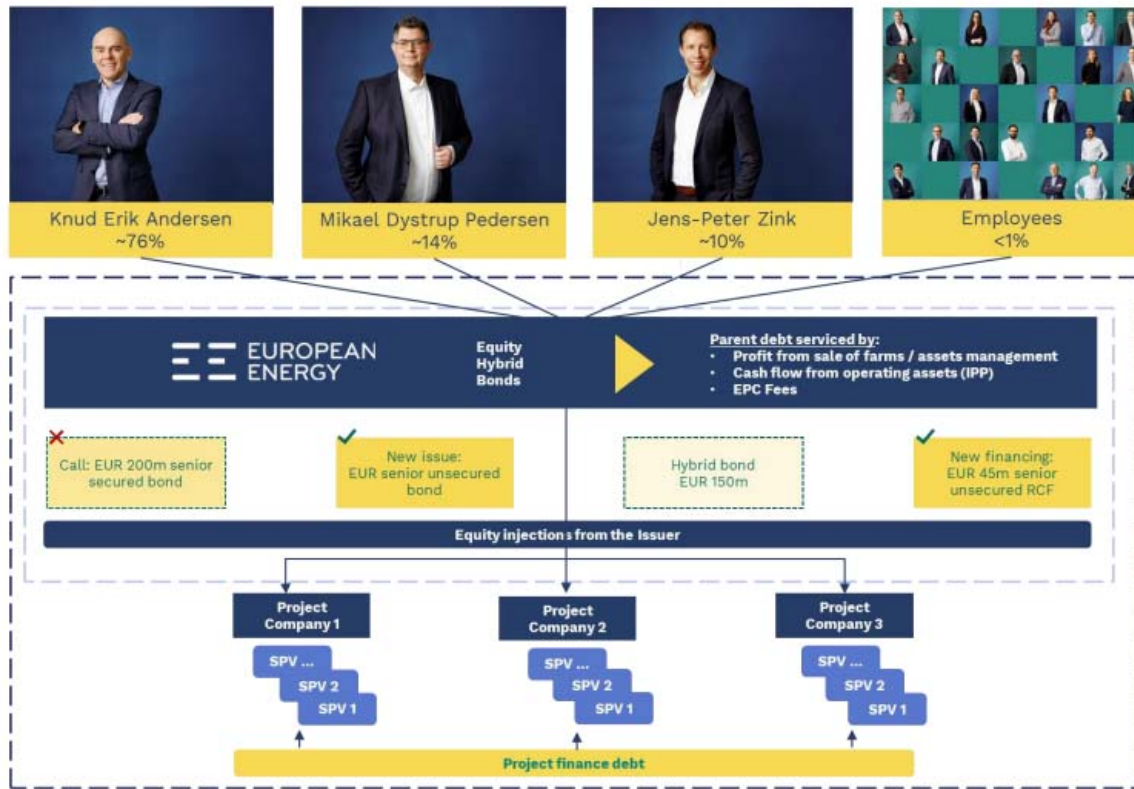 Knud Erik Andersen
~76%
Mikael Dystrup Pedersen
~14%
Jens-Peter Zink
~10%
Employees
<1%
EUROPEAN
ENERGY
Equity
Hybrid
Bonds
Parent debt serviced by:
• Profit from sale of farms / assets management
• Cash flow from operating assets (IPP)
• EPC Fees
Call: EUR 200m senior
secured bond
New issue:
EUR senior unsecured
bond
Hybrid bond
EUR 150m
New financing:
EUR 45m senior
unsecured RCF
Equity injections from the Issuer
Project
Company 1
Project
Company 2
Project
Company 3
SPV ...
SPV 2
SPV 1
SPV ...
SPV 2
SPV 1
SPV ...
SPV 2
SPV 1
Project finance debt